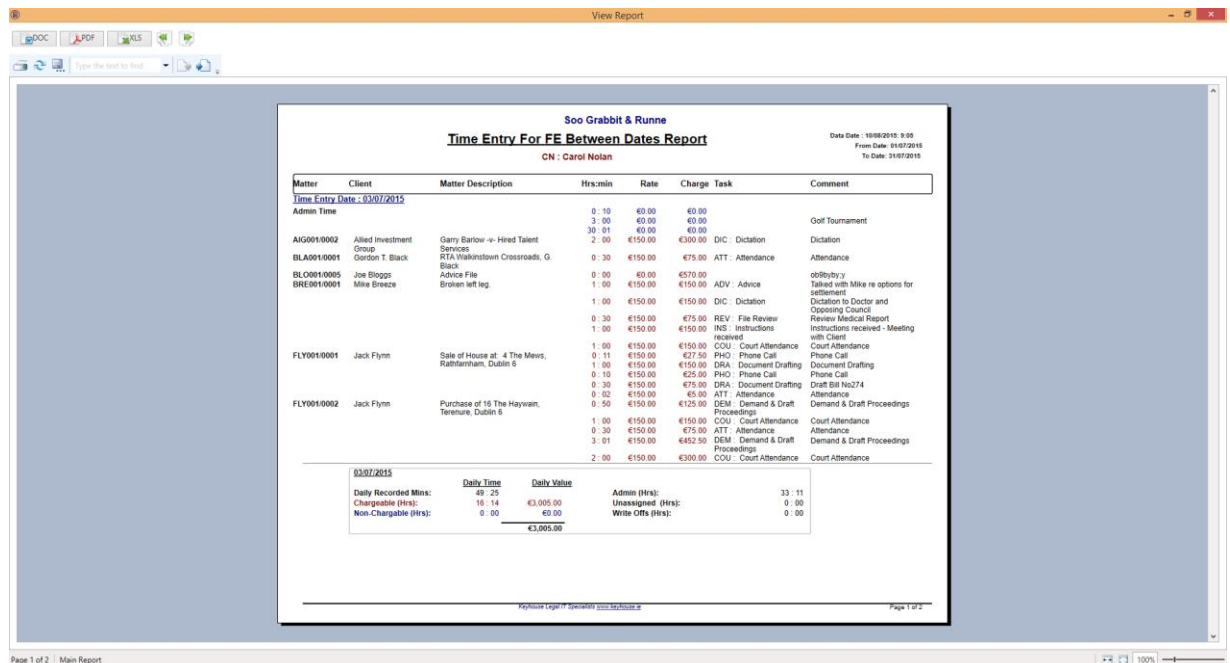 View Report
DOC PDF XLS
Type the text to find
Soo Grabbit & Runne
Time Entry For FE Between Dates Report
CN : Carol Nolan
Data Date : 10/08/2015: 9:05
From Date: 01/07/2015
To Date: 31/07/2015
Matter Client Matter Description Hrs:min Rate Charge Task Comment
Time Entry Date : 03/07/2015
Admin Time 0 : 10 €0.00 €0.00
3 : 00 €0.00 €0.00 Golf Tournament
30 : 01 €0.00 €0.00
AIG001/0002 Allied Investment Garry Barlow -v- Hired Talent 2 : 00 €150.00 €300.00 DIC : Dictation Dictation
Group Services
BLA001/0001 Gordon T. Black RTA Walkinstown Crossroads, G. 0 : 30 €150.00 €75.00 ATT : Attendance Attendance
Black
BLO001/0005 Joe Bloggs Advice File 0 : 00 €0.00 €570.00 ob9byby;y
BRE001/0001 Mike Breeze Broken left leg. 1 : 00 €150.00 €150.00 ADV : Advice Talked with Mike re options for
settlement
1 : 00 €150.00 €150.00 DIC : Dictation Dictation to Doctor and
Opposing Council
0 : 30 €150.00 €75.00 REV : File Review Review Medical Report
1 : 00 €150.00 €150.00 INS : Instructions Instructions received - Meeting
received with Client
1 : 00 €150.00 €150.00 COU : Court Attendance Court Attendance
FLY001/0001 Jack Flynn Sale of House at: 4 The Mews, 0 : 11 €150.00 €27.50 PHO : Phone Call Phone Call
Rathfarnham, Dublin 6 1 : 00 €150.00 €150.00 DRA : Document Drafting Document Drafting
0 : 10 €150.00 €25.00 PHO : Phone Call Phone Call
0 : 30 €150.00 €75.00 DRA : Document Drafting Draft Bill No274
0 : 02 €150.00 €5.00 ATT : Attendance Attendance
FLY001/0002 Jack Flynn Purchase of 16 The Haywain, 0 : 50 €150.00 €125.00 DEM : Demand & Draft Demand & Draft Proceedings
Terenure, Dublin 6 Proceedings
1 : 00 €150.00 €150.00 COU : Court Attendance Court Attendance
0 : 30 €150.00 €75.00 ATT : Attendance Attendance
3 : 01 €150.00 €452.50 DEM : Demand & Draft Demand & Draft Proceedings
Proceedings
2 : 00 €150.00 €300.00 COU : Court Attendance Court Attendance
03/07/2015
Daily Time Daily Value
Daily Recorded Mins: 49 : 25 Admin (Hrs): 33 : 11
Chargeable (Hrs): 16 : 14 €3,005.00 Unassigned (Hrs): 0 : 00
Non-Chargable (Hrs): 0 : 00 €0.00 Write Offs (Hrs): 0 : 00
€3,005.00
Keyhouse Legal IT Specialists www.keyhouse.ie Page 1 of 2
Page 1 of 2 Main Report 100%